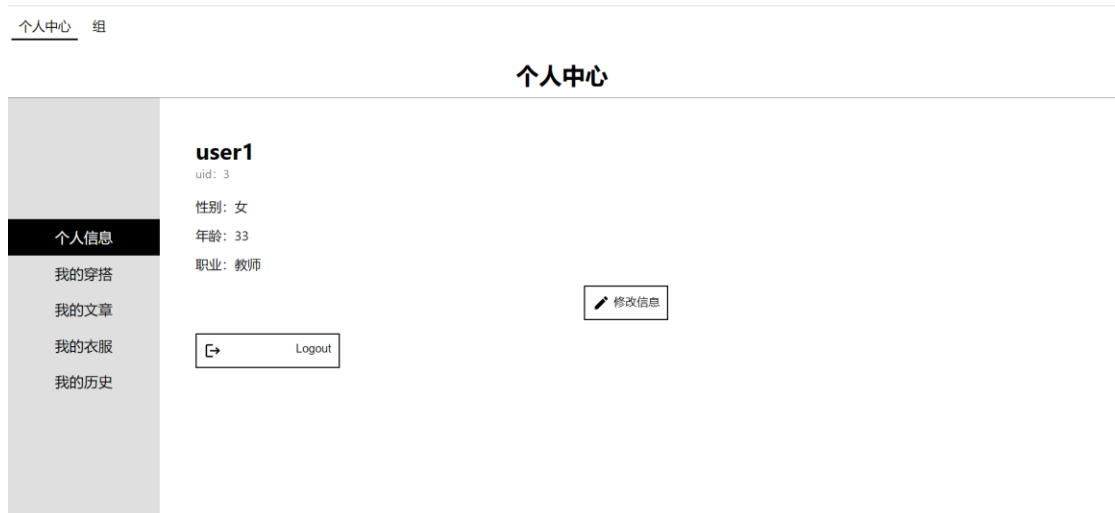 个人中心 组
个人中心
user1
uid：3
性别：女
年龄：33
职业：教师
修改信息
Logout
个人信息
我的穿搭
我的文章
我的衣服
我的历史